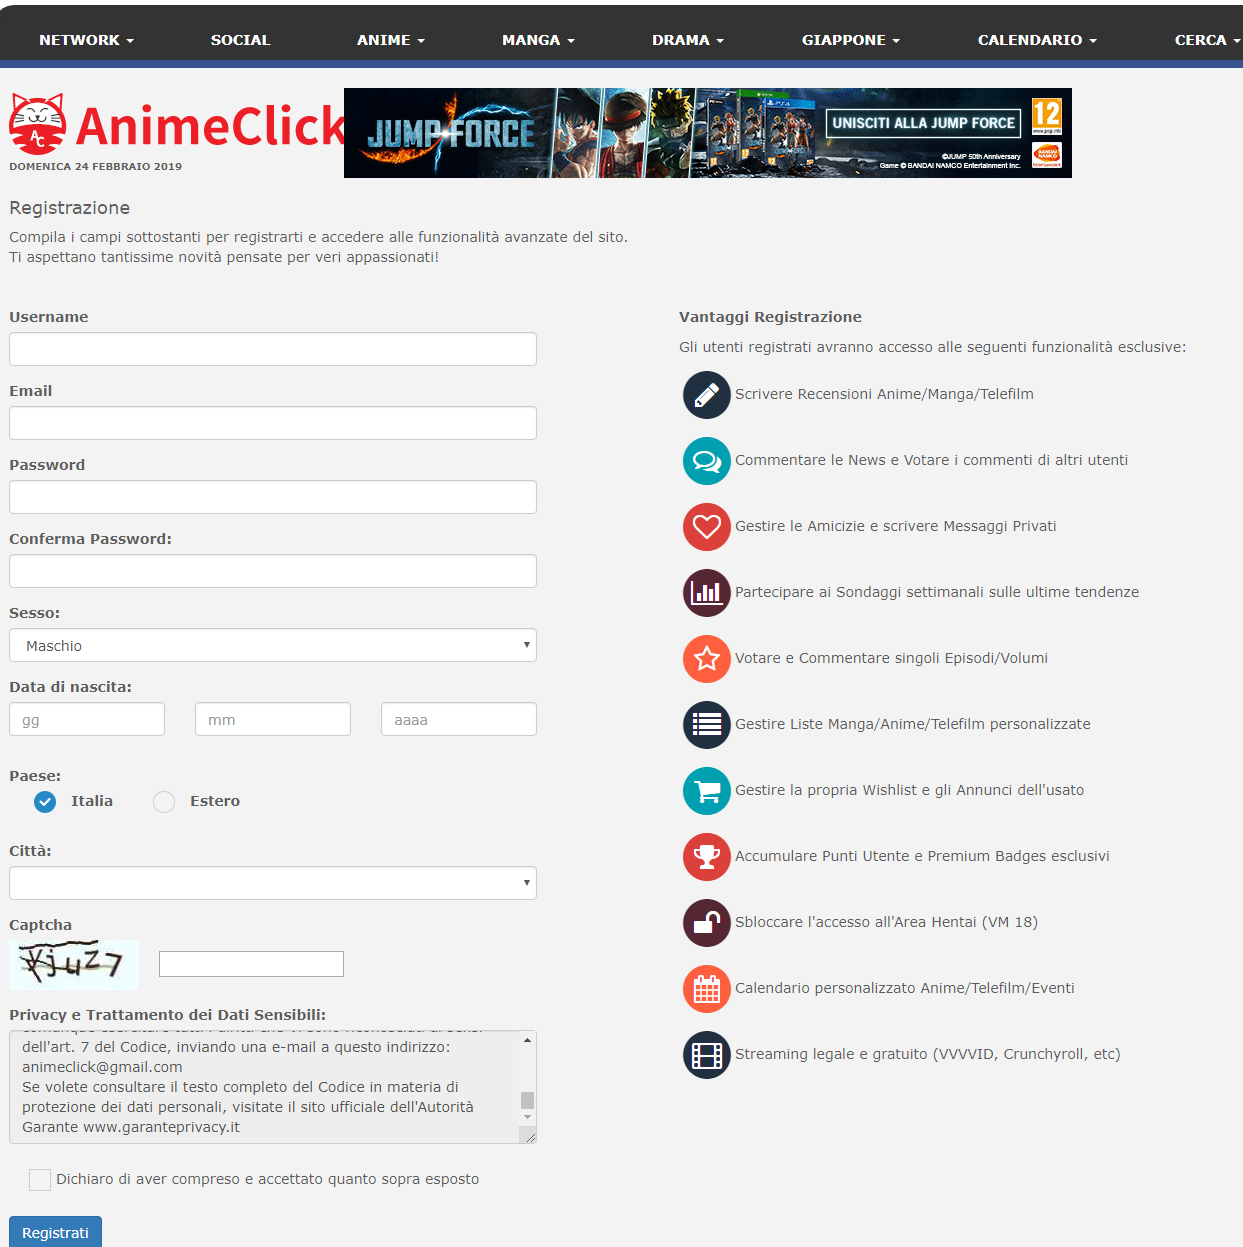 NETWORK SOCIAL ANIME MANGA DRAMA GIAPPONE CALENDARIO CERCA
AC
AnimeClick
DOMENICA 24 FEBBRAIO 2019
JUMP FORCE
PS4
UNISCITI ALLA JUMP FORCE
©JUMP 50th Anniversary
Game © BANDAI NAMCO Entertainment Inc.
12
www.pegi.info
BANDAI
NAMCO
Entertainment
Registrazione
Compila i campi sottostanti per registrarti e accedere alle funzionalità avanzate del sito.
Ti aspettano tantissime novità pensate per veri appassionati!
Username
Email
Password
Conferma Password:
Sesso:
Maschio
Data di nascita:
gg mm aaaa
Paese:
Italia Estero
Città:
Captcha
Kjuz7
Privacy e Trattamento dei Dati Sensibili:
dell'art. 7 del Codice, inviando una e-mail a questo indirizzo:
animeclick@gmail.com
Se volete consultare il testo completo del Codice in materia di
protezione dei dati personali, visitate il sito ufficiale dell'Autorità
Garante www.garanteprivacy.it
Dichiaro di aver compreso e accettato quanto sopra esposto
Registrati
Vantaggi Registrazione
Gli utenti registrati avranno accesso alle seguenti funzionalità esclusive:
Scrivere Recensioni Anime/Manga/Telefilm
Commentare le News e Votare i commenti di altri utenti
Gestire le Amicizie e scrivere Messaggi Privati
Partecipare ai Sondaggi settimanali sulle ultime tendenze
Votare e Commentare singoli Episodi/Volumi
Gestire Liste Manga/Anime/Telefilm personalizzate
Gestire la propria Wishlist e gli Annunci dell'usato
Accumulare Punti Utente e Premium Badges esclusivi
Sbloccare l'accesso all'Area Hentai (VM 18)
Calendario personalizzato Anime/Telefilm/Eventi
Streaming legale e gratuito (VVVVID, Crunchyroll, etc)